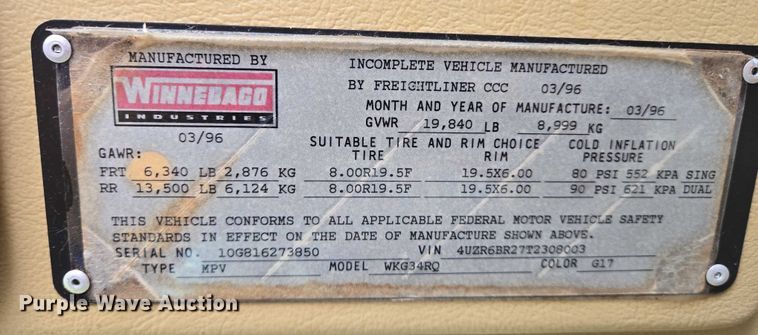 MANUFACTURED BY
WINNEBAGO
INDUSTRIES
03/96
INCOMPLETE VEHICLE MANUFACTURED
BY FREIGHTLINER CCC 03/96
MONTH AND YEAR OF MANUFACTURE: 03/96
GVWR 19,840 LB 8,999 KG
GAWR:
SUITABLE TIRE AND RIM CHOICE
TIRE RIM
COLD INFLATION
PRESSURE
FRT 6,340 LB 2,876 KG 8.00R19.5F 19.5X6.00 80 PSI 552 KPA SING
RR 13,500 LB 6,124 KG 8.00R19.5F 19.5X6.00 90 PSI 621 KPA DUAL
THIS VEHICLE CONFORMS TO ALL APPLICABLE FEDERAL MOTOR VEHICLE SAFETY
STANDARDS IN EFFECT ON THE DATE OF MANUFACTURE SHOWN ABOVE.
SERIAL NO. 10G816273850 VIN 4UZR6BR27T2308003
TYPE MPV MODEL WKG34RQ COLOR G17
Purple Wave Auction
Purple Wave Auction